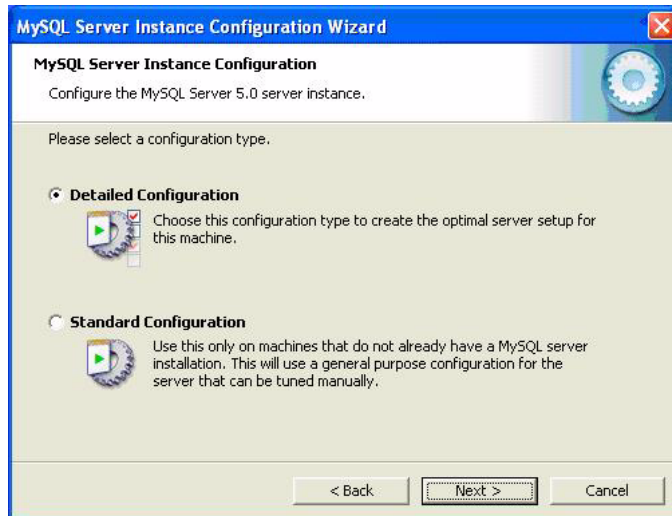 MySQL Server Instance Configuration Wizard
MySQL Server Instance Configuration
Configure the MySQL Server 5.0 server instance.
Please select a configuration type.
Detailed Configuration
Choose this configuration type to create the optimal server setup for
this machine.
Standard Configuration
Use this only on machines that do not already have a MySQL server
installation. This will use a general purpose configuration for the
server that can be tuned manually.
< Back
Next >
Cancel